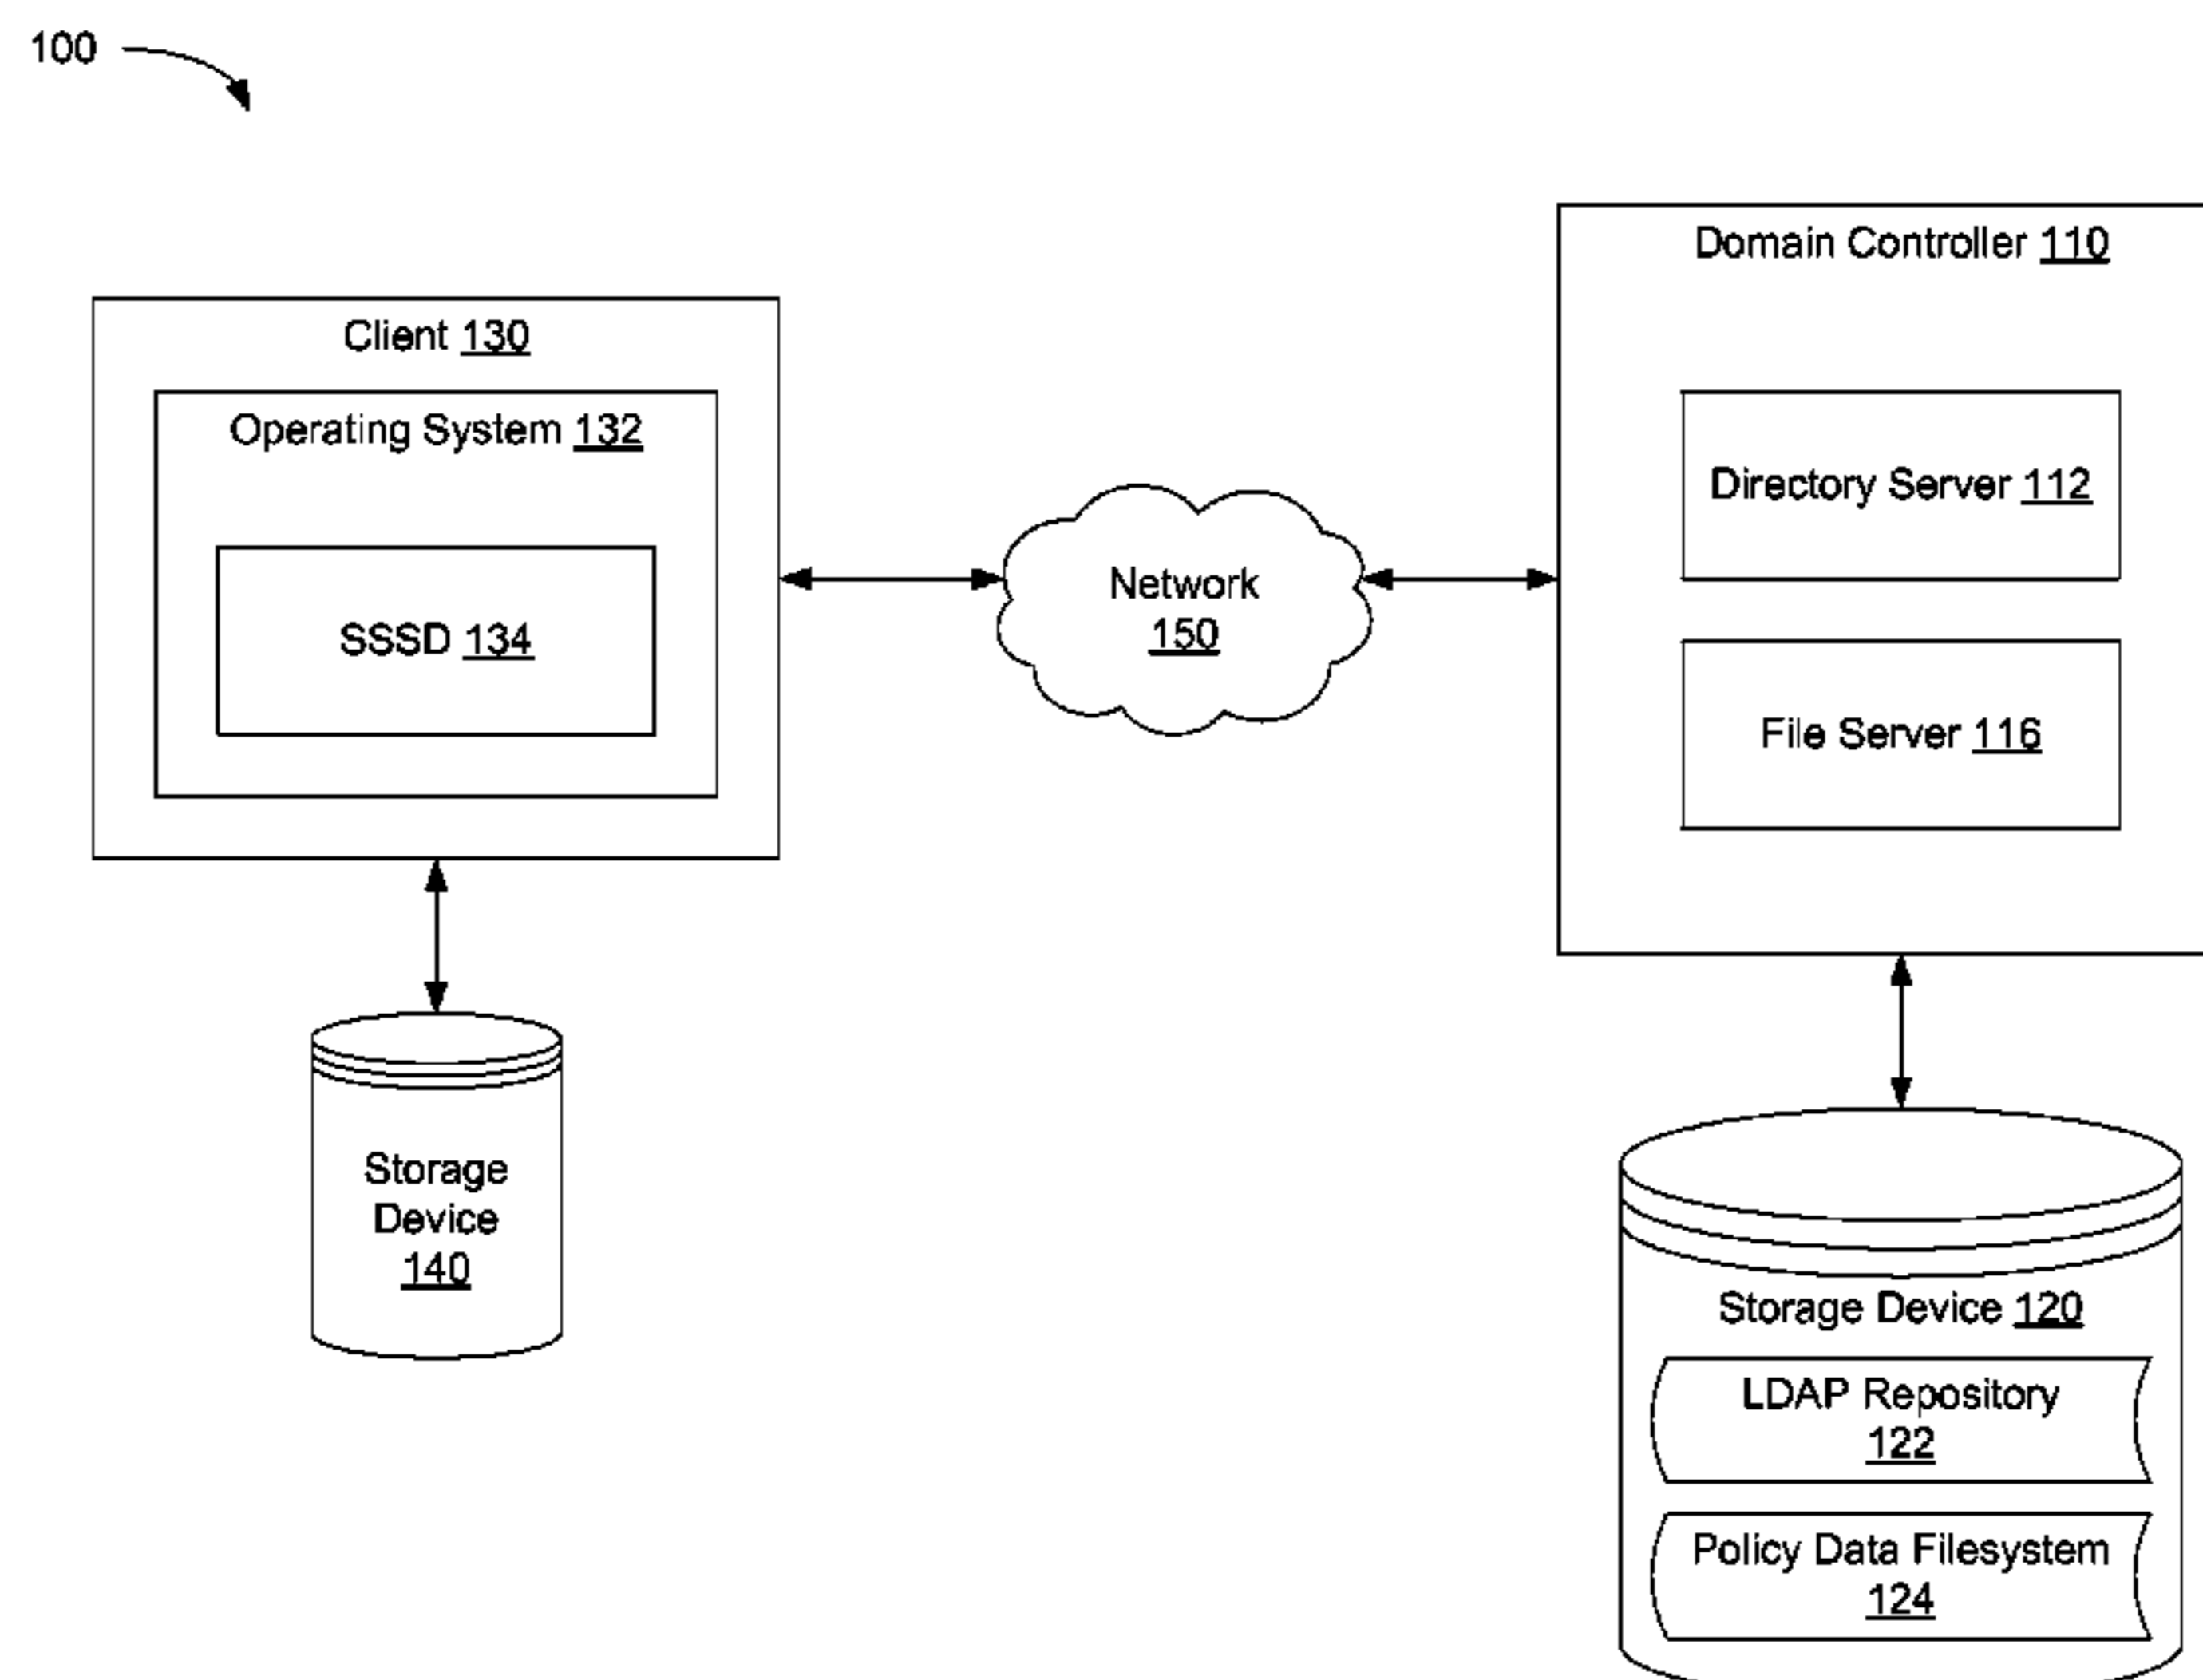 100
Client 130
Operating System 132
SSSD 134
Storage
Device
140
Network
150
Domain Controller 110
Directory Server 112
File Server 116
Storage Device 120
LDAP Repository
122
Policy Data Filesystem
124